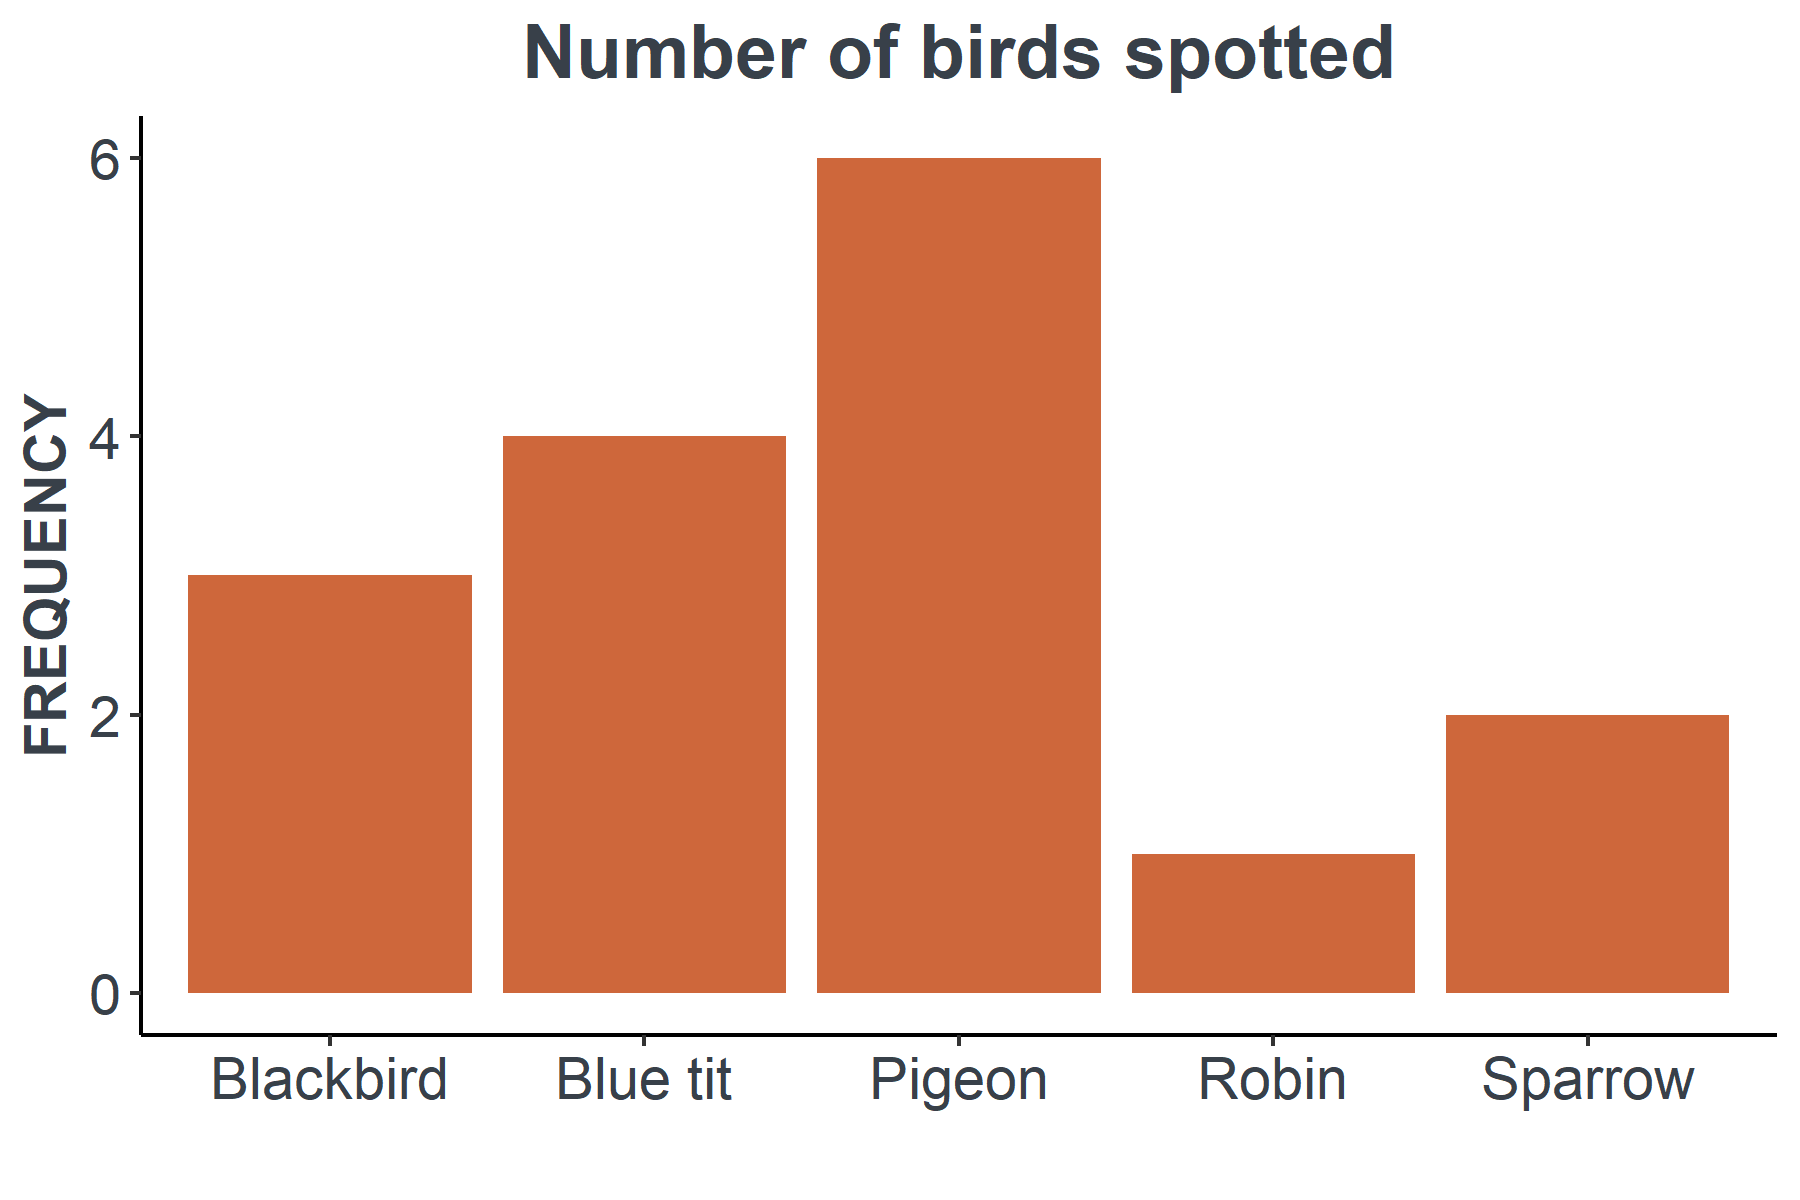 Number of birds spotted
FREQUENCY
6
4
2
0
Blackbird Blue tit Pigeon Robin Sparrow